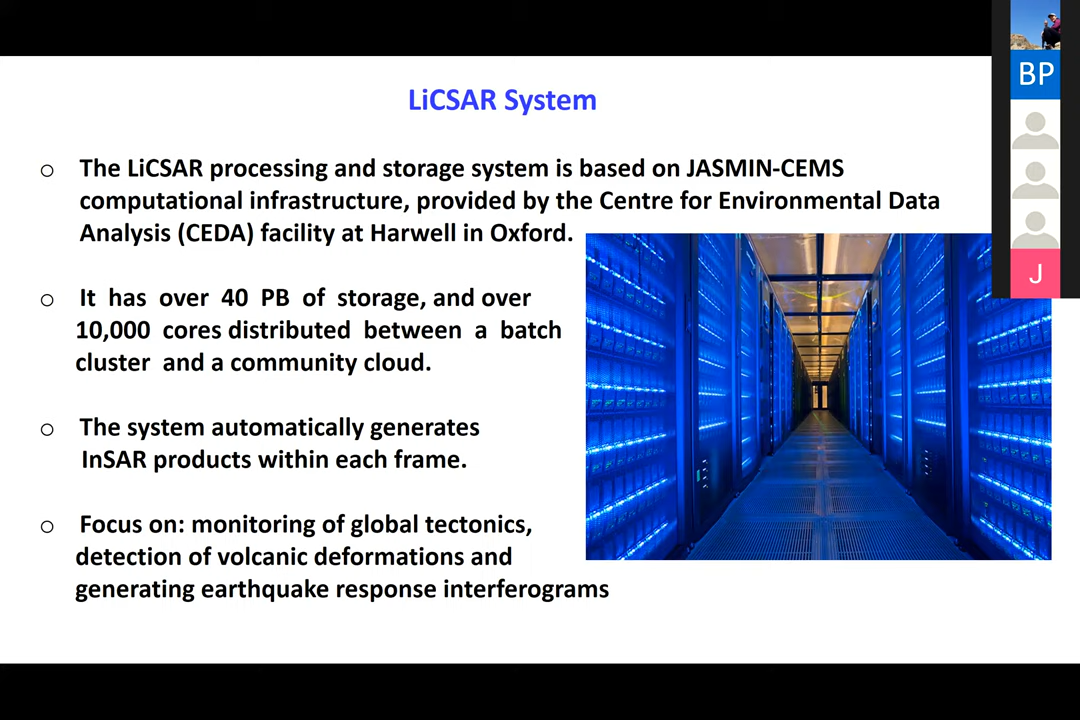 LiCSAR System
BP
o The LiCSAR processing and storage system is based on JASMIN-CEMS
computational infrastructure, provided by the Centre for Environmental Data
Analysis (CEDA) facility at Harwell in Oxford.
J
o It has over 40 PB of storage, and over
10,000 cores distributed between a batch
cluster and a community cloud.
o The system automatically generates
InSAR products within each frame.
o Focus on: monitoring of global tectonics,
detection of volcanic deformations and
generating earthquake response interferograms